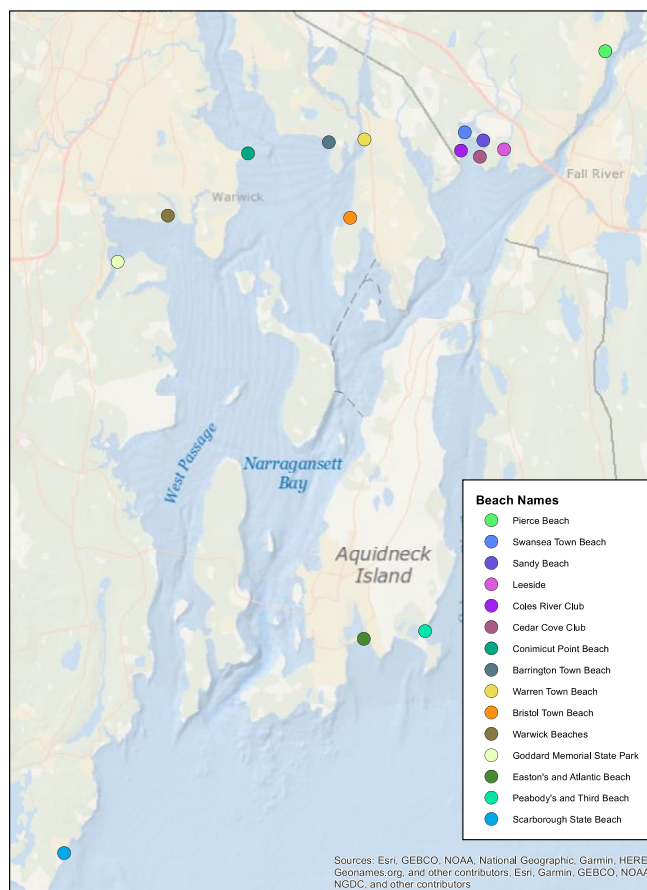 Warwick
Fall River
West Passage
Narragansett
Bay
Aquidneck
Island
Beach Names
Pierce Beach
Swansea Town Beach
Sandy Beach
Leeside
Coles River Club
Cedar Cove Club
Conimicut Point Beach
Barrington Town Beach
Warren Town Beach
Bristol Town Beach
Warwick Beaches
Goddard Memorial State Park
Easton's and Atlantic Beach
Peabody's and Third Beach
Scarborough State Beach
Sources: Esri, GEBCO, NOAA, National Geographic, Garmin, HERE,
Geonames.org, and other contributors, Esri, Garmin, GEBCO, NOAA
NGDC, and other contributors